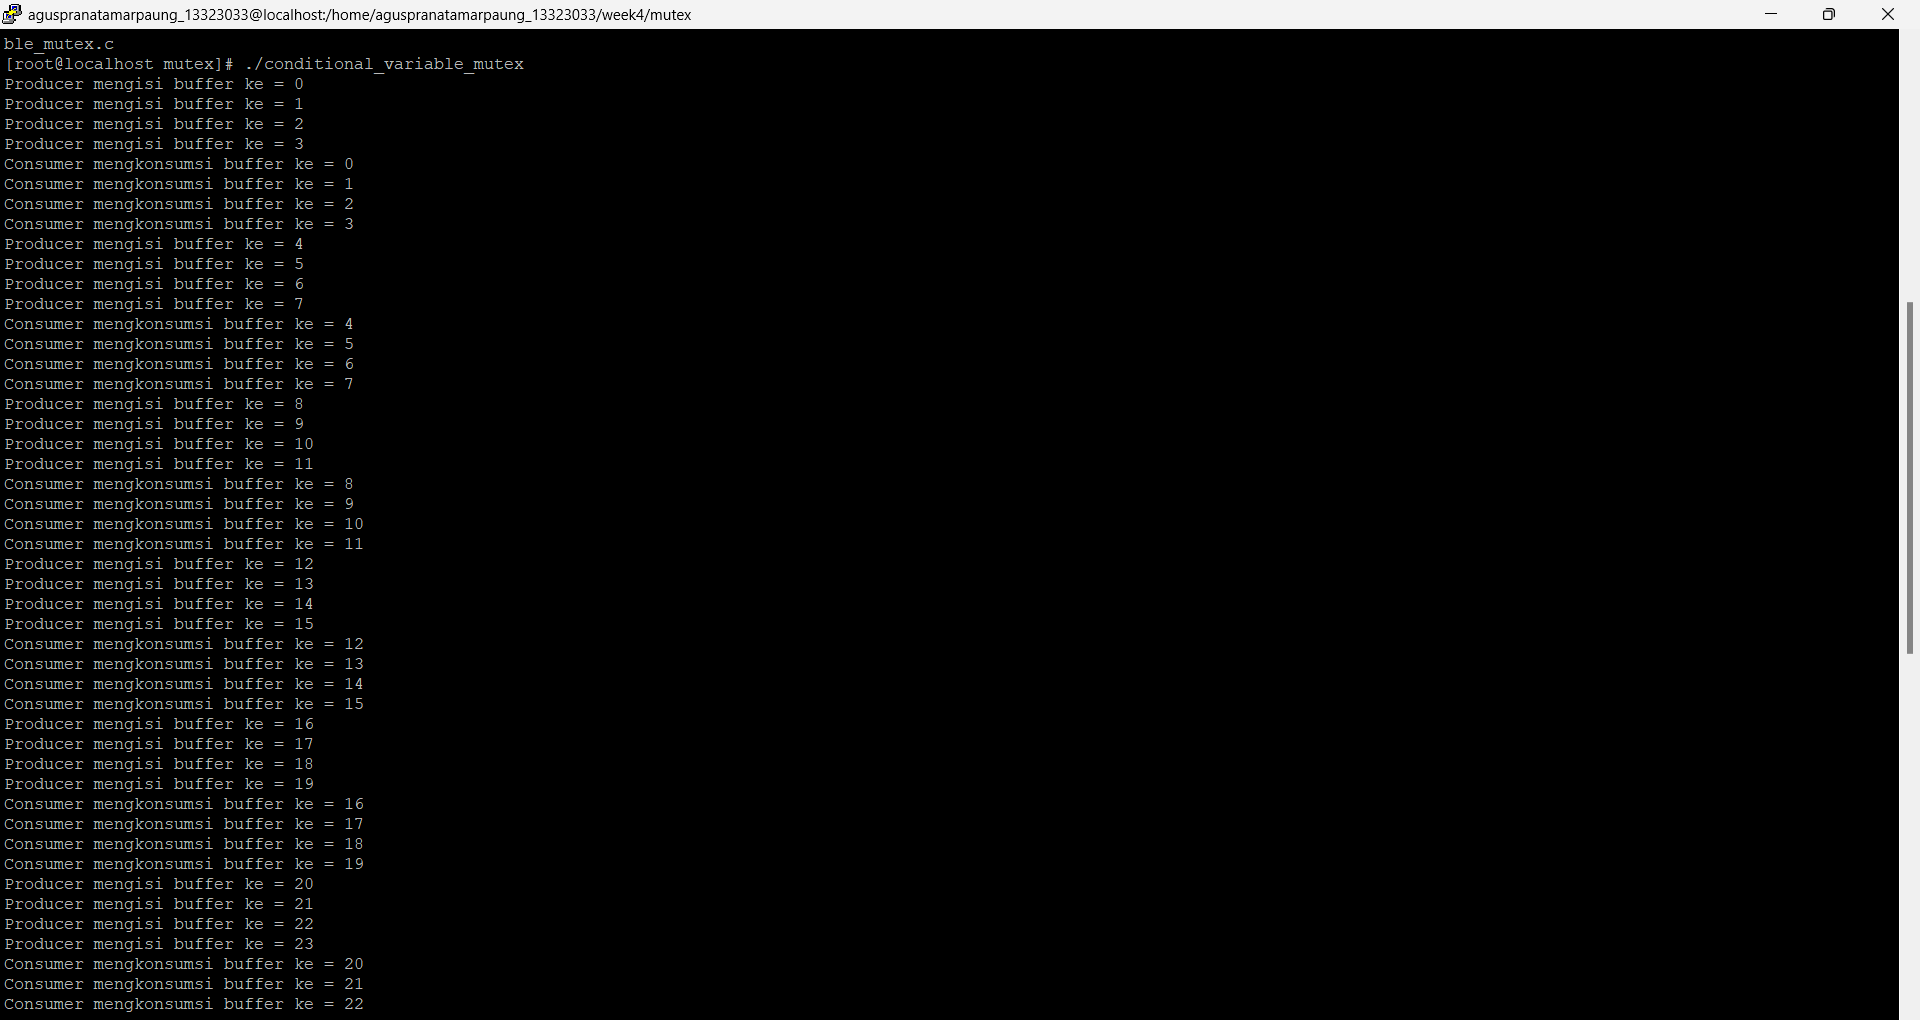 aguspranatamarpaung_13323033@localhost:/home/aguspranatamarpaung_13323033/week4/mutex
ble_mutex.c
[root@localhost mutex]# ./conditional_variable_mutex
Producer mengisi buffer ke = 0
Producer mengisi buffer ke = 1
Producer mengisi buffer ke = 2
Producer mengisi buffer ke = 3
Consumer mengkonsumsi buffer ke = 0
Consumer mengkonsumsi buffer ke = 1
Consumer mengkonsumsi buffer ke = 2
Consumer mengkonsumsi buffer ke = 3
Producer mengisi buffer ke = 4
Producer mengisi buffer ke = 5
Producer mengisi buffer ke = 6
Producer mengisi buffer ke = 7
Consumer mengkonsumsi buffer ke = 4
Consumer mengkonsumsi buffer ke = 5
Consumer mengkonsumsi buffer ke = 6
Consumer mengkonsumsi buffer ke = 7
Producer mengisi buffer ke = 8
Producer mengisi buffer ke = 9
Producer mengisi buffer ke = 10
Producer mengisi buffer ke = 11
Consumer mengkonsumsi buffer ke = 8
Consumer mengkonsumsi buffer ke = 9
Consumer mengkonsumsi buffer ke = 10
Consumer mengkonsumsi buffer ke = 11
Producer mengisi buffer ke = 12
Producer mengisi buffer ke = 13
Producer mengisi buffer ke = 14
Producer mengisi buffer ke = 15
Consumer mengkonsumsi buffer ke = 12
Consumer mengkonsumsi buffer ke = 13
Consumer mengkonsumsi buffer ke = 14
Consumer mengkonsumsi buffer ke = 15
Producer mengisi buffer ke = 16
Producer mengisi buffer ke = 17
Producer mengisi buffer ke = 18
Producer mengisi buffer ke = 19
Consumer mengkonsumsi buffer ke = 16
Consumer mengkonsumsi buffer ke = 17
Consumer mengkonsumsi buffer ke = 18
Consumer mengkonsumsi buffer ke = 19
Producer mengisi buffer ke = 20
Producer mengisi buffer ke = 21
Producer mengisi buffer ke = 22
Producer mengisi buffer ke = 23
Consumer mengkonsumsi buffer ke = 20
Consumer mengkonsumsi buffer ke = 21
Consumer mengkonsumsi buffer ke = 22